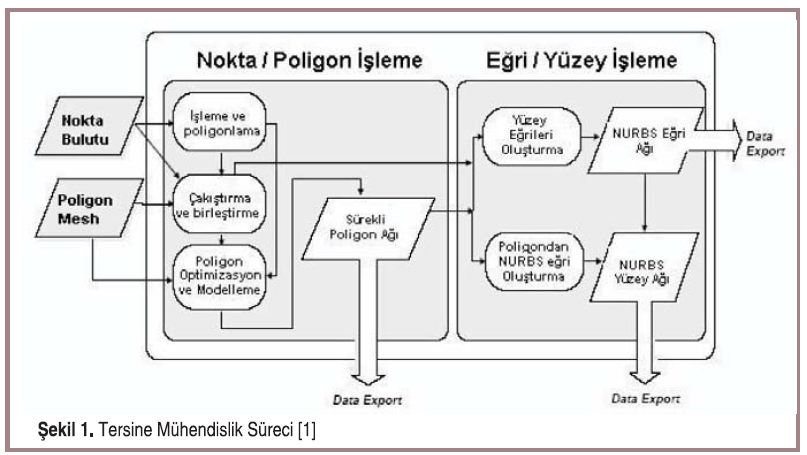 Nokta / Poligon İşleme
Eğri / Yüzey İşleme
Nokta
Bulutu
Poligon
Mesh
İşleme ve
poligonlama
Çakıştırma
ve birleştirme
Poligon
Optimizasyon
ve Modelleme
Sürekli
Poligon Ağı
Data Export
Yüzey
Eğrileri
Oluşturma
NURBS Eğri
Ağı
Data
Export
Poligondan
NURBS eğri
Oluşturma
NURBS
Yüzey Ağı
Data Export
Şekil 1. Tersine Mühendislik Süreci [1]